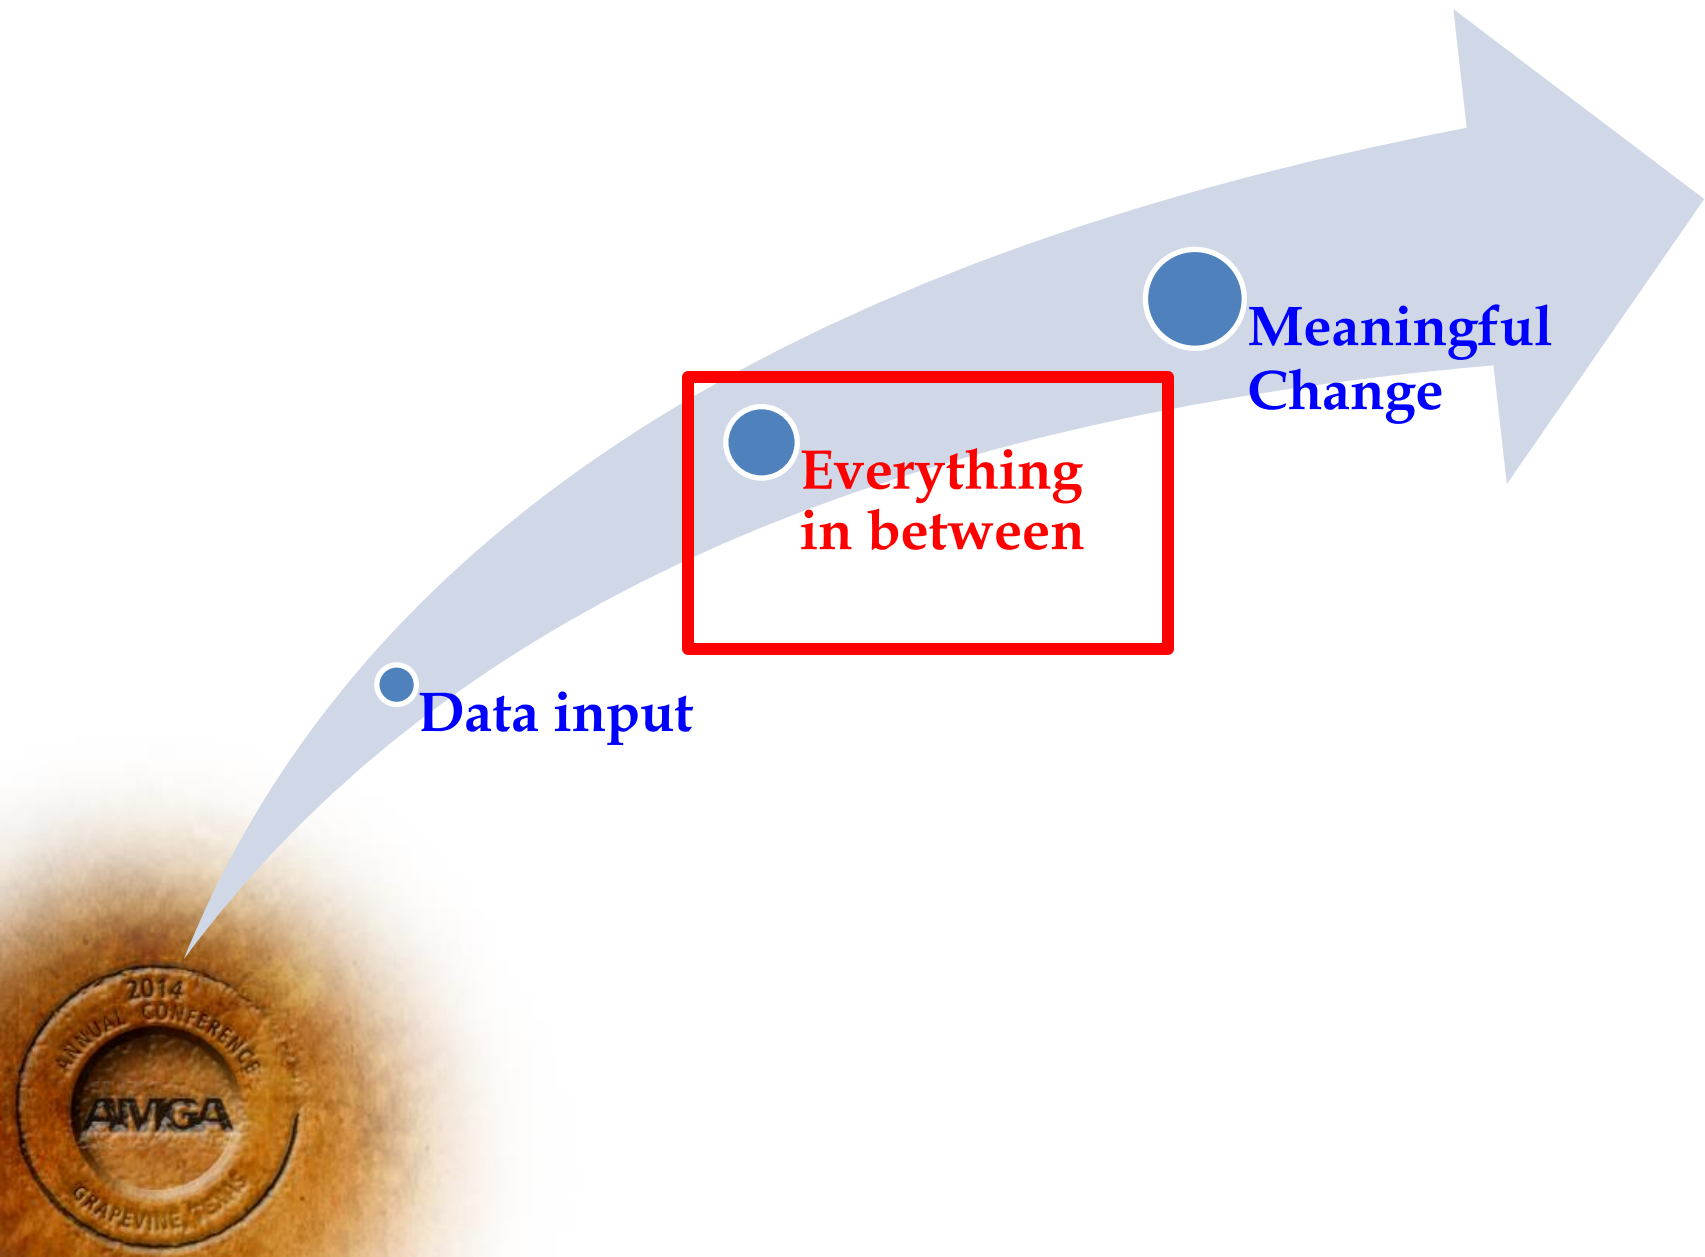 Meaningful
Change
Everything
in between
Data input
2014
ANNUAL CONFERENCE
AMGA
GRAPEVINE TEXAS